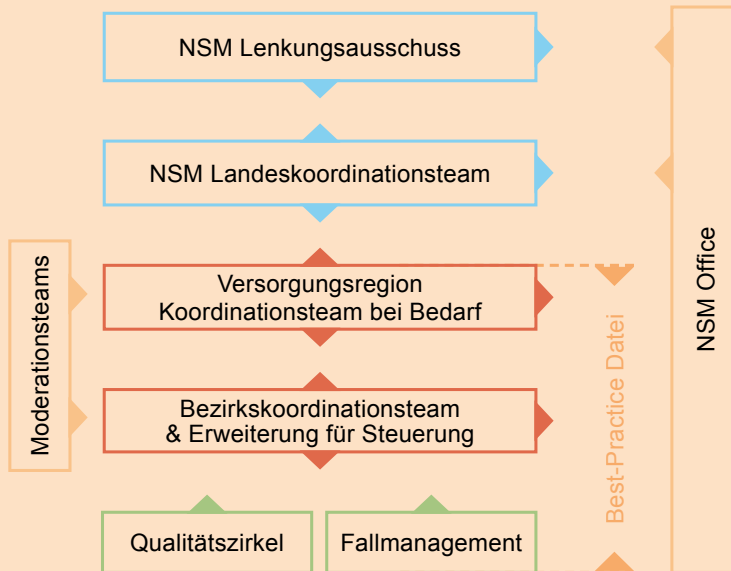 NSM Lenkungsausschuss
NSM Landeskoordinationsteam
Moderationsteams
Versorgungsregion
Koordinationsteam bei Bedarf
Bezirkskoordinationsteam
& Erweiterung für Steuerung
Qualitätszirkel
Fallmanagement
Best-Practice Datei
NSM Office